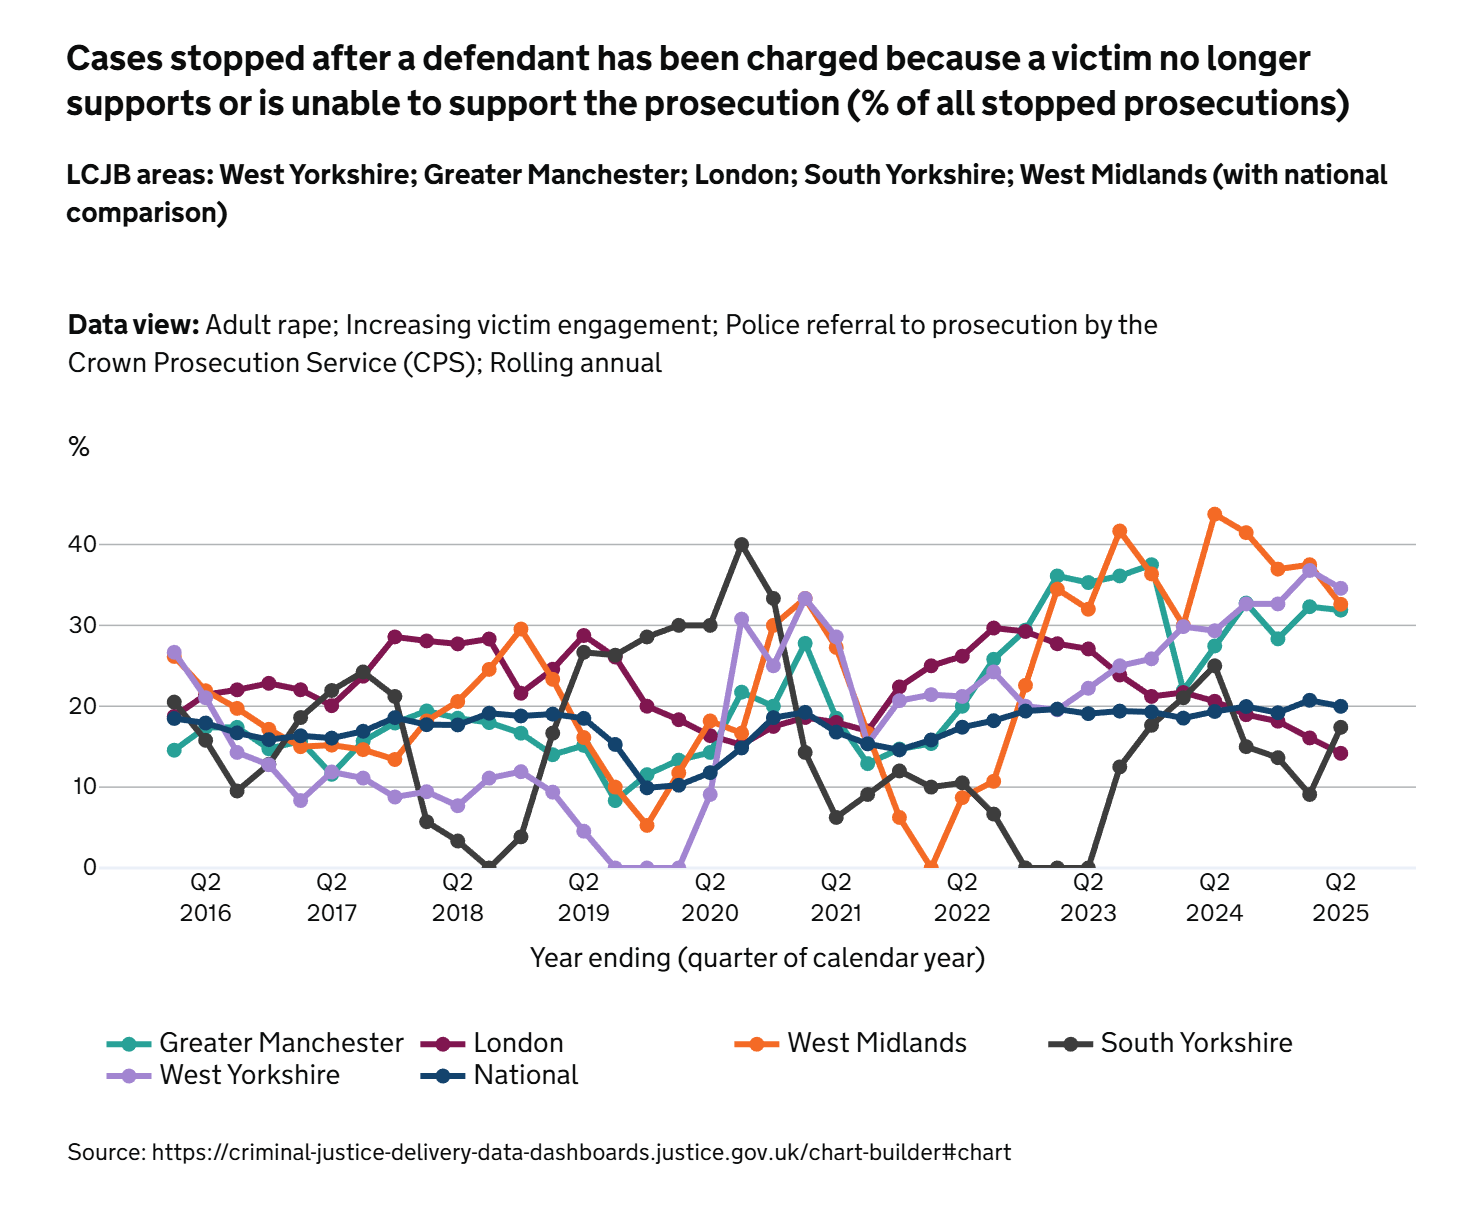 Cases stopped after a defendant has been charged because a victim no longer
supports or is unable to support the prosecution (% of all stopped prosecutions)
LCJB areas: West Yorkshire; Greater Manchester; London; South Yorkshire; West Midlands (with national
comparison)
Data view: Adult rape; Increasing victim engagement; Police referral to prosecution by the
Crown Prosecution Service (CPS); Rolling annual
%
40
30
20
10
0
Q2 Q2 Q2 Q2 Q2 Q2 Q2 Q2 Q2 Q2
2016 2017 2018 2019 2020 2021 2022 2023 2024 2025
Year ending (quarter of calendar year)
Greater Manchester London West Midlands South Yorkshire
West Yorkshire National
Source: https://criminal-justice-delivery-data-dashboards.justice.gov.uk/chart-builder#chart